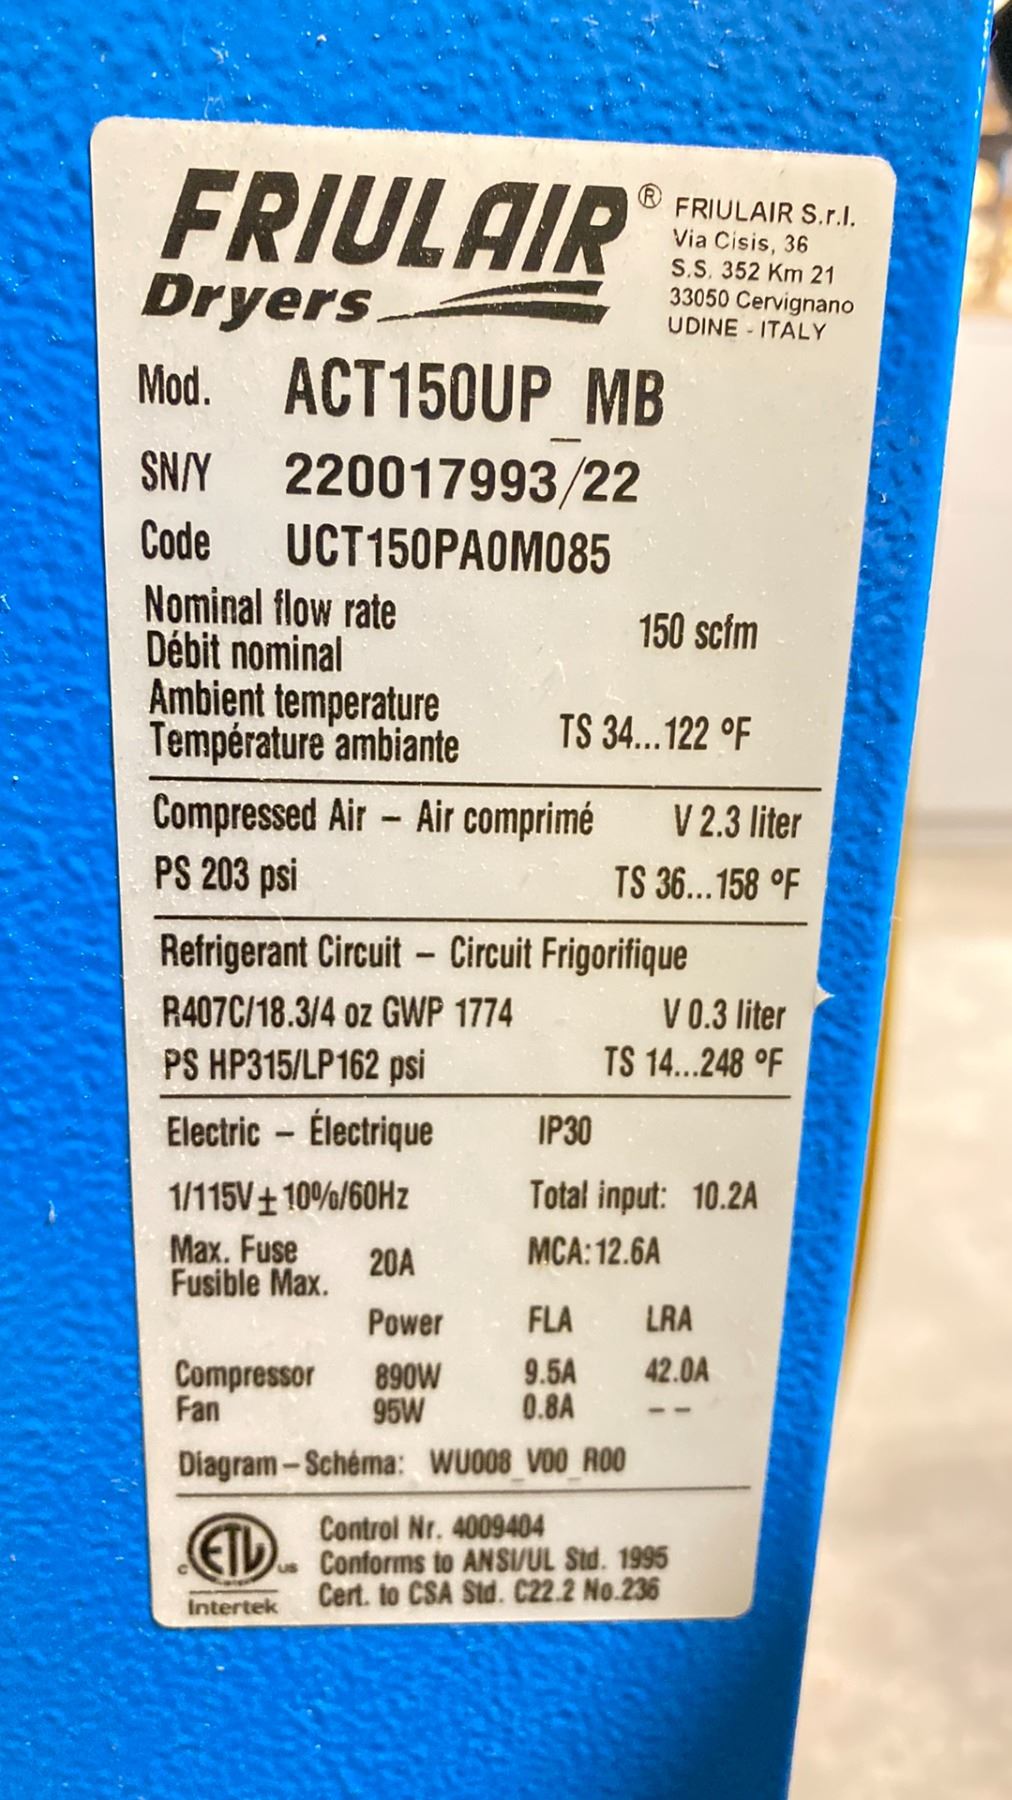 FRIULAIR®
Dryers
FRIULAIR S.r.l.
Via Cisis, 36
S.S. 352 Km 21
33050 Cervignano
UDINE - ITALY
Mod. ACT150UP_MB
SN/Y 220017993/22
Code UCT150PA0M085
Nominal flow rate
Débit nominal
150 scfm
Ambient temperature
Température ambiante
TS 34...122 ºF
Compressed Air – Air comprimé V 2.3 liter
PS 203 psi TS 36...158 ºF
Refrigerant Circuit – Circuit Frigorifique
R407C/18.3/4 oz GWP 1774 V 0.3 liter
PS HP315/LP162 psi TS 14...248 ºF
Electric – Électrique IP30
1/115V ± 10%/60Hz Total input: 10.2A
Max. Fuse
Fusible Max.
20A MCA: 12.6A
Power FLA LRA
Compressor 890W 9.5A 42.0A
Fan 95W 0.8A – –
Diagram – Schéma: WU008_V00_R00
c ETL us
Intertek
Control Nr. 4009404
Conforms to ANSI/UL Std. 1995
Cert. to CSA Std. C22.2 No.236